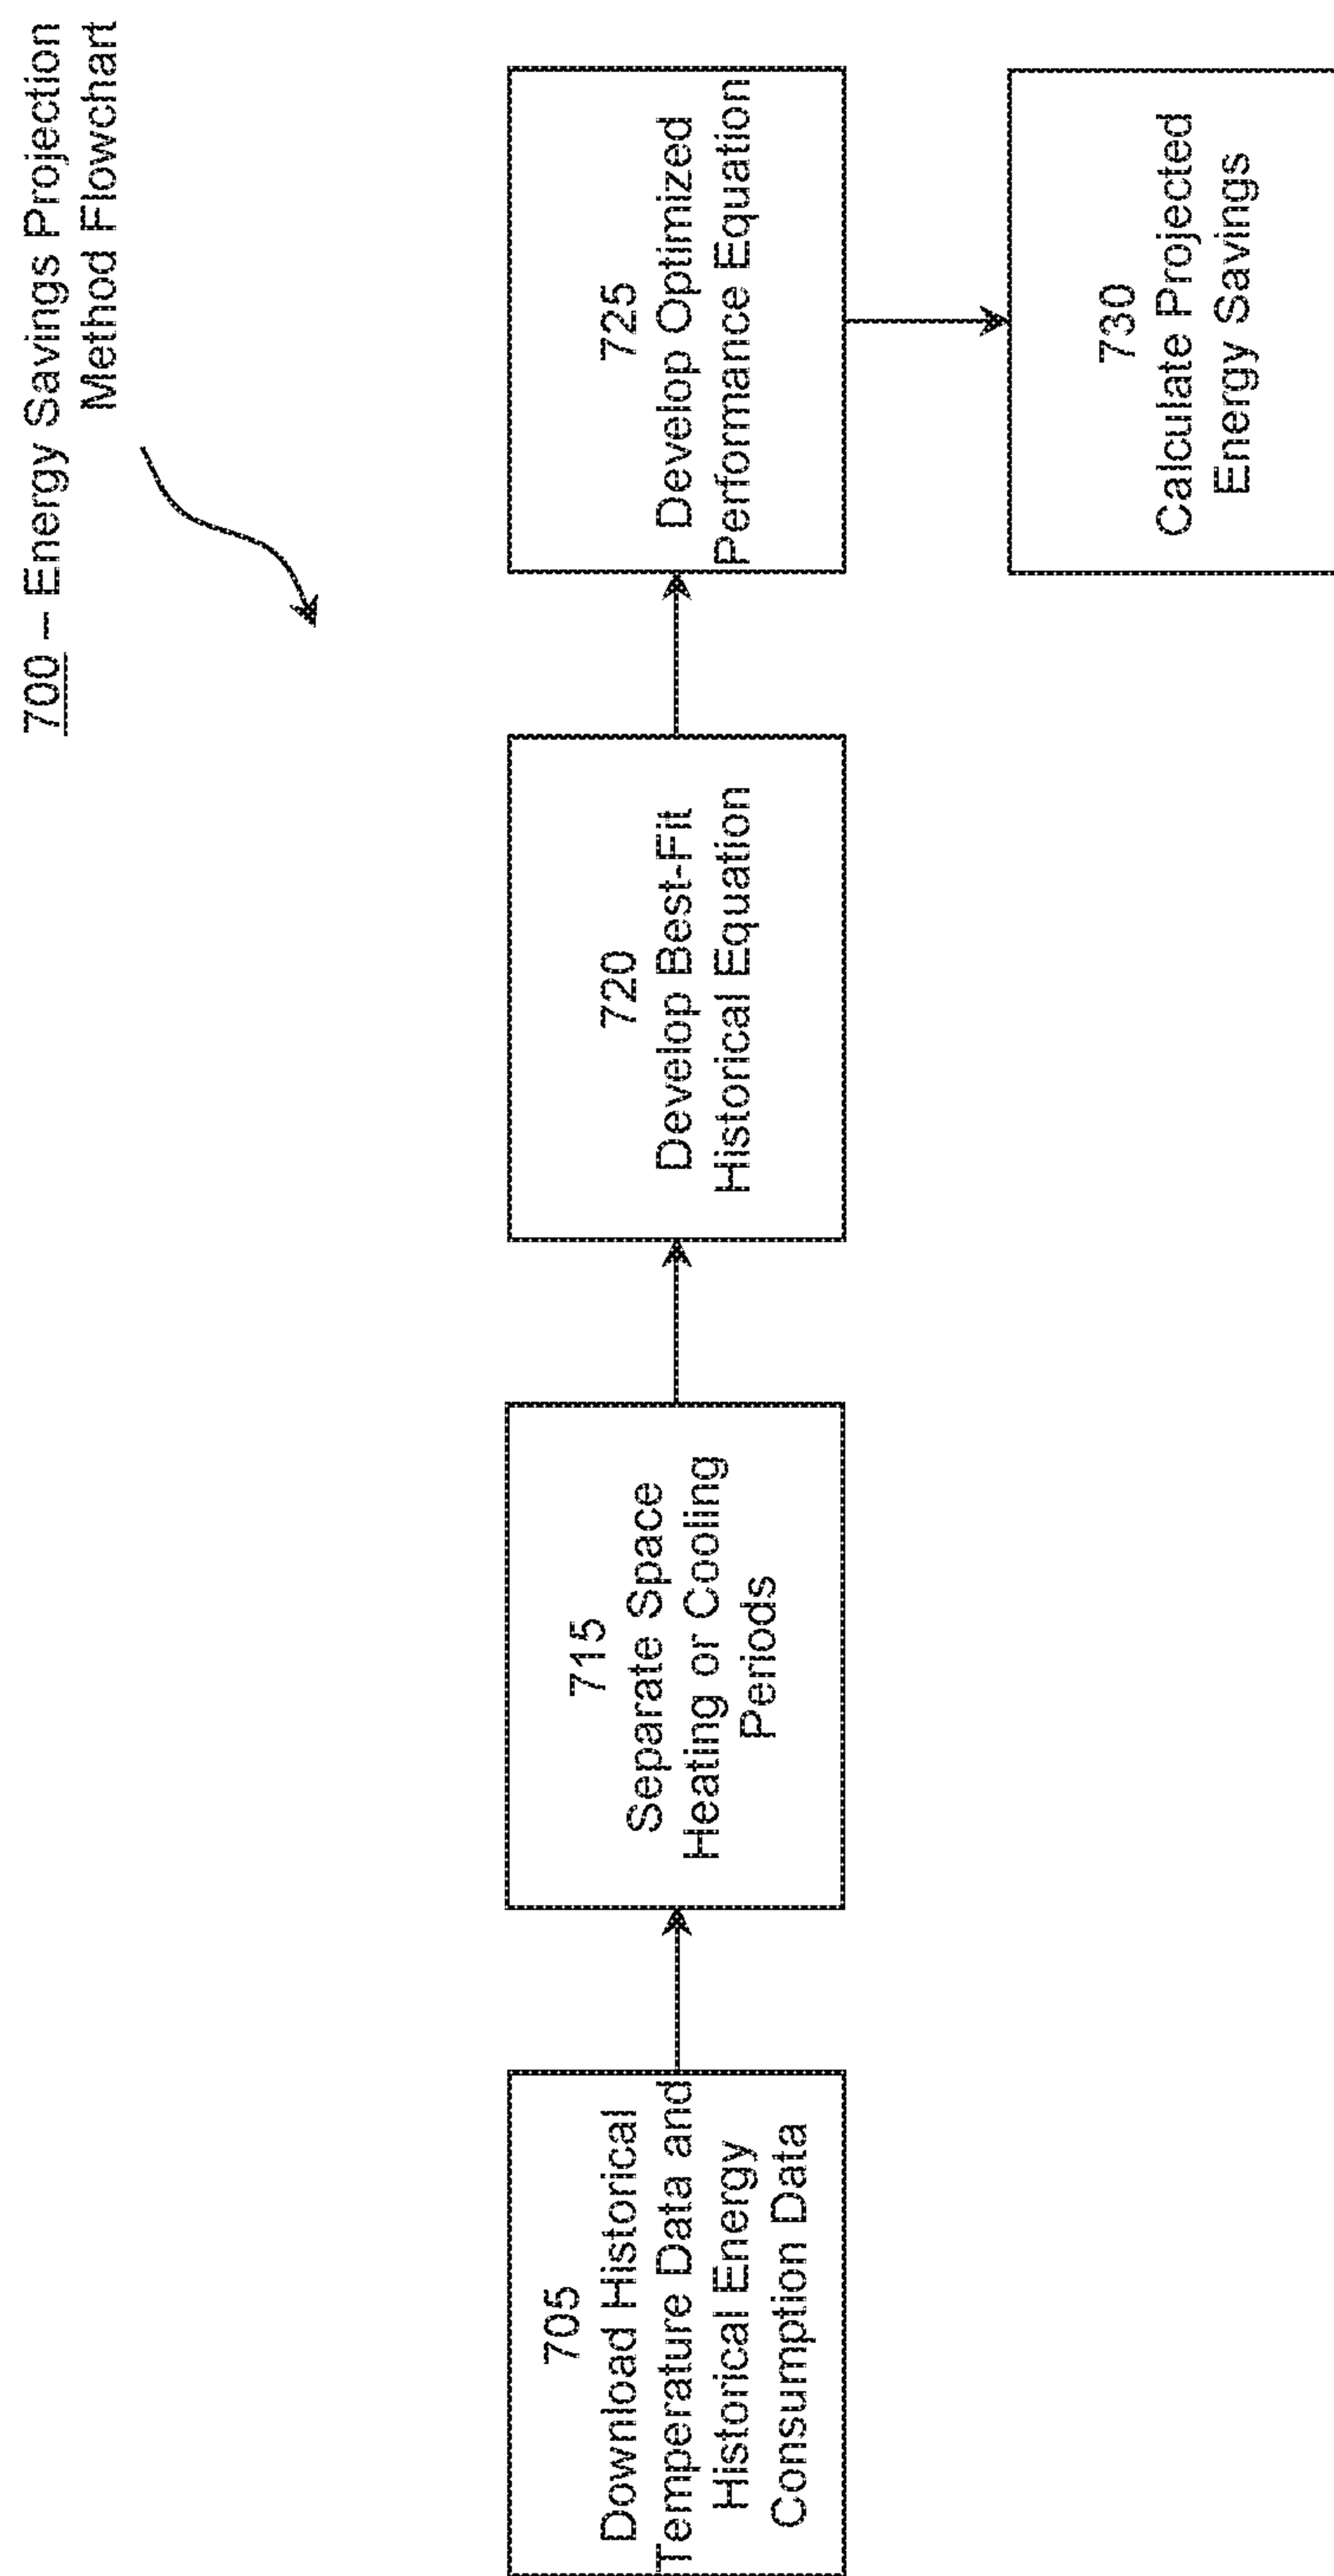 700 – Energy Savings Projection
Method Flowchart
705
Download Historical
Temperature Data and
Historical Energy
Consumption Data
715
Separate Space
Heating or Cooling
Periods
720
Develop Best-Fit
Historical Equation
725
Develop Optimized
Performance Equation
730
Calculate Projected
Energy Savings